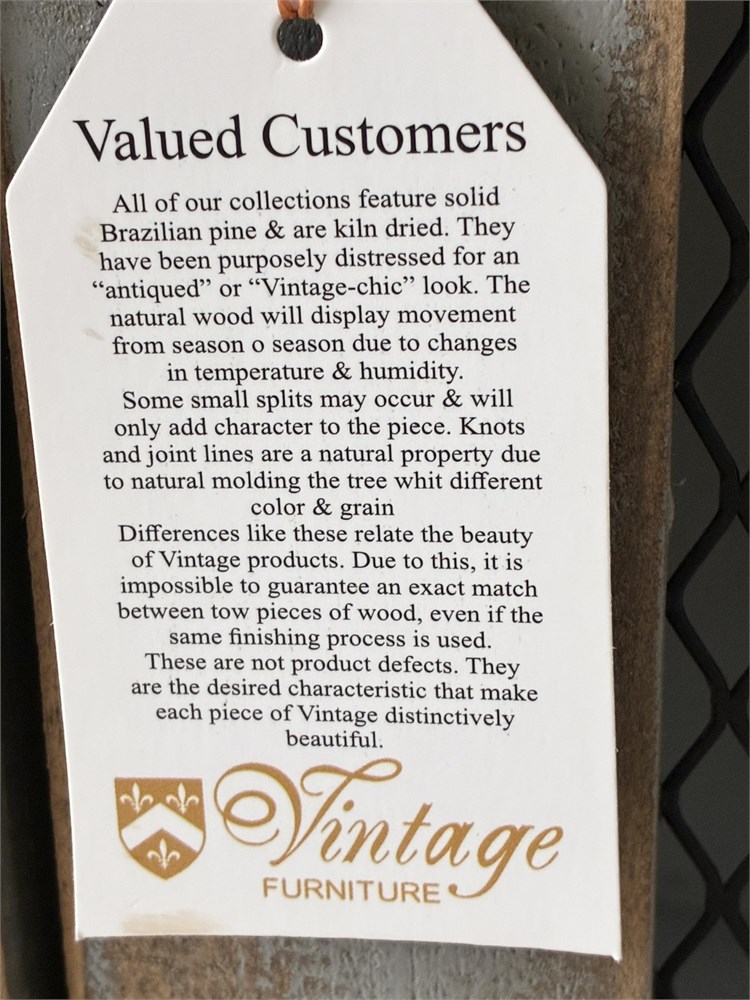 Valued Customers
All of our collections feature solid
Brazilian pine & are kiln dried. They
have been purposely distressed for an
“antiqued” or “Vintage-chic” look. The
natural wood will display movement
from season o season due to changes
in temperature & humidity.
Some small splits may occur & will
only add character to the piece. Knots
and joint lines are a natural property due
to natural molding the tree whit different
color & grain
Differences like these relate the beauty
of Vintage products. Due to this, it is
impossible to guarantee an exact match
between tow pieces of wood, even if the
same finishing process is used.
These are not product defects. They
are the desired characteristic that make
each piece of Vintage distinctively
beautiful.
Vintage
FURNITURE